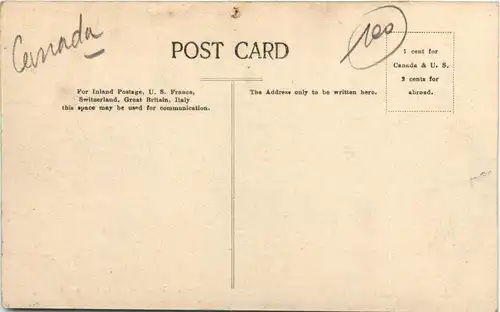 Canada
100
POST CARD
1 cent for
Canada & U. S.
2 cents for
abroad.
For Inland Postage, U. S. France,
Switzerland, Great Britain, Italy
this space may be used for communication.
The Address only to be written here.